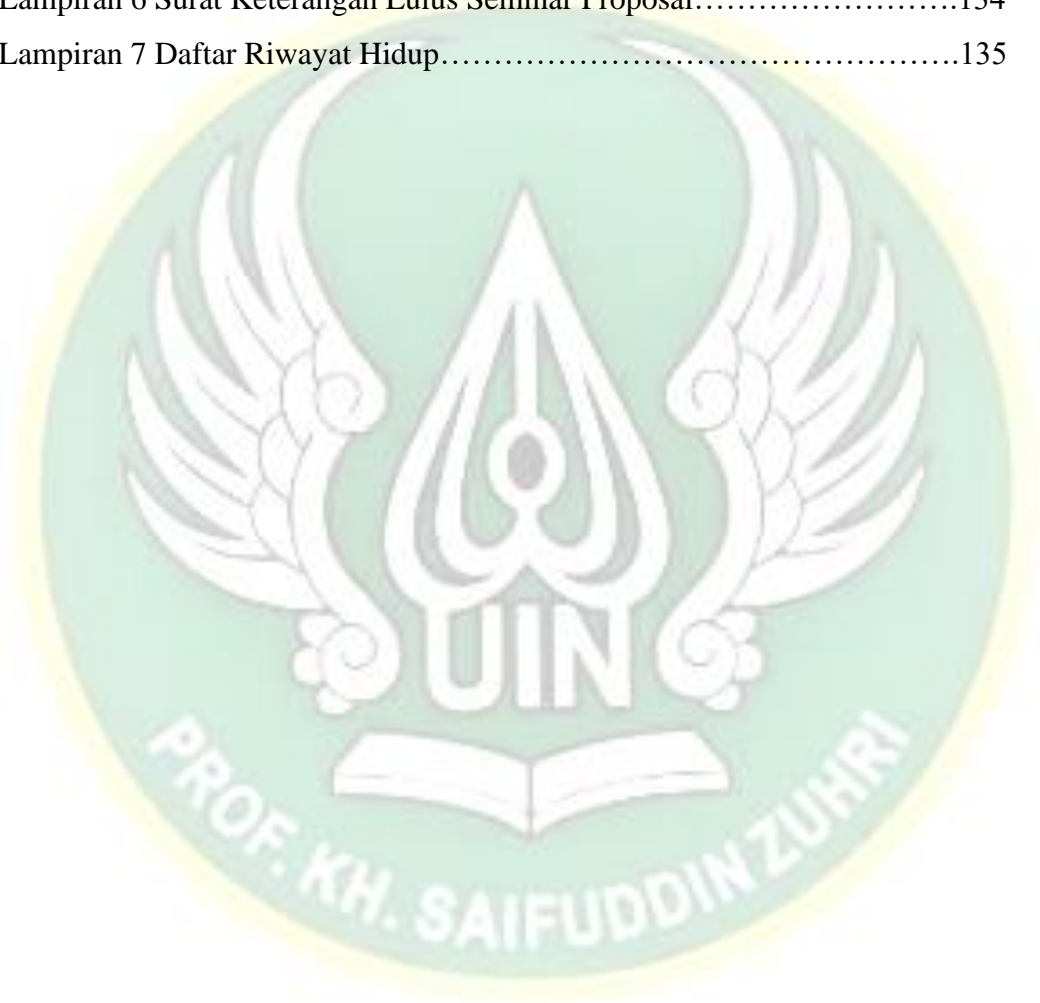 Lampiran 6 Surat Keterangan Lulus Seminar Proposal…………………….134
Lampiran 7 Daftar Riwayat Hidup………………………………………….135
UIN
PROF. KH. SAIFUDDIN ZUHRI